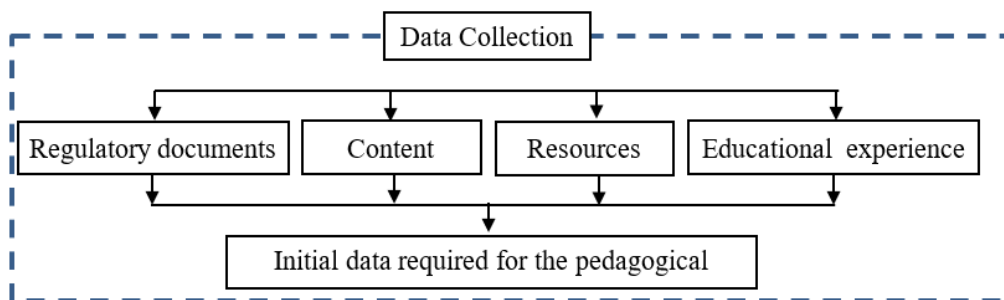 Data Collection
Regulatory documents
Content
Resources
Educational experience
Initial data required for the pedagogical